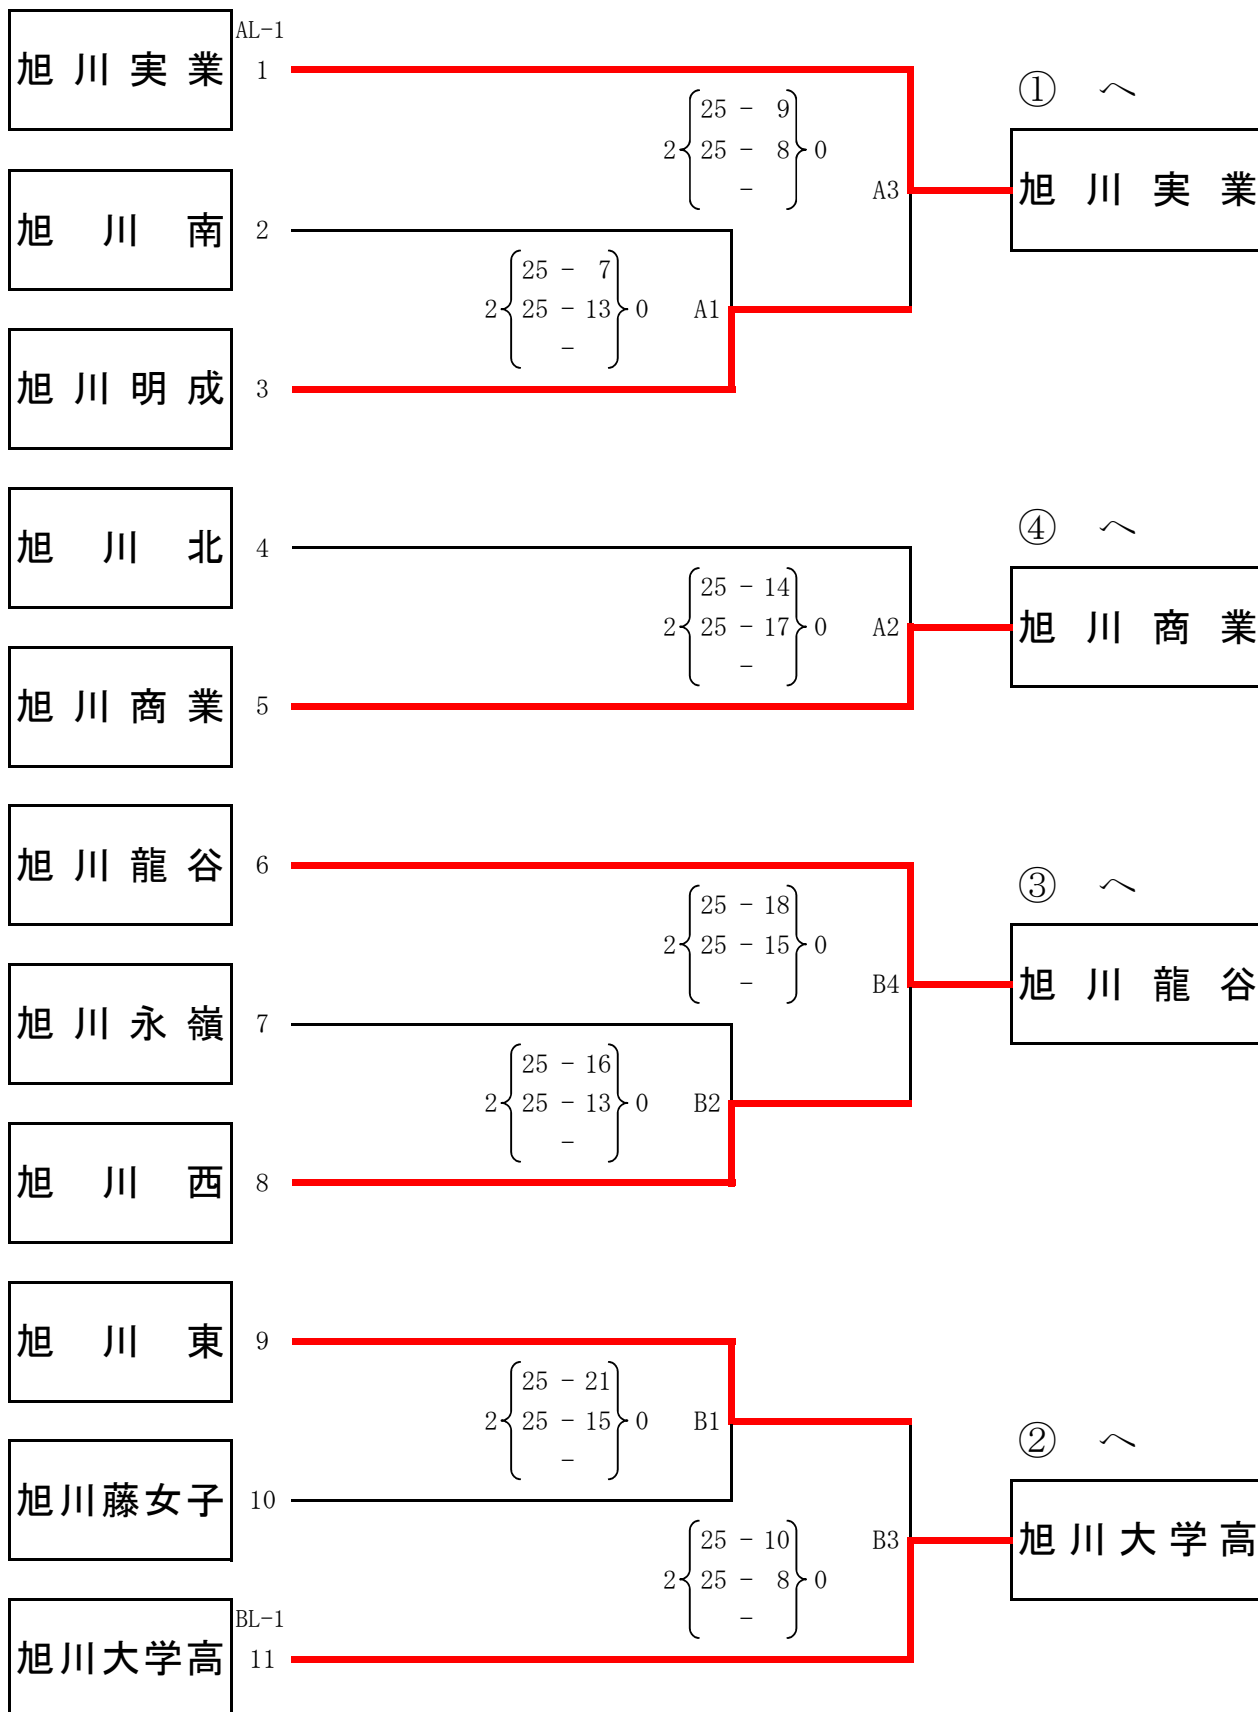 AL-1
旭川実業 1
① へ
25 - 9
2 25 - 8 0
-
A3
旭川実業
旭川南 2
25 - 7
2 25 - 13 0
-
A1
旭川明成 3
旭川北 4
④ へ
25 - 14
2 25 - 17 0
-
A2
旭川商業
旭川商業 5
旭川龍谷 6
③ へ
25 - 18
2 25 - 15 0
-
B4
旭川龍谷
旭川永嶺 7
25 - 16
2 25 - 13 0
-
B2
旭川西 8
旭川東 9
25 - 21
2 25 - 15 0
-
B1
② へ
旭川藤女子 10
25 - 10
2 25 - 8 0
-
B3
旭川大学高
BL-1
旭川大学高 11